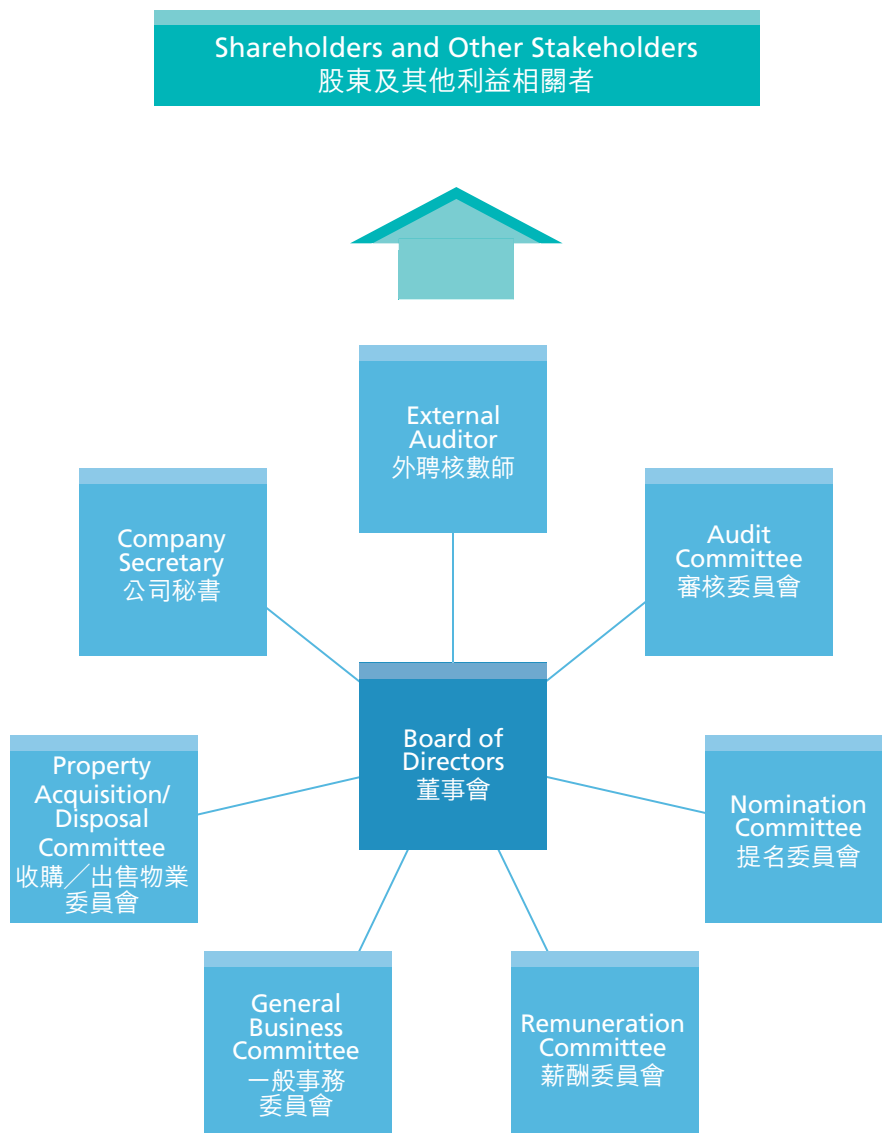 Shareholders and Other Stakeholders
股東及其他利益相關者
External
Auditor
外聘核數師
Company
Secretary
公司秘書
Audit
Committee
審核委員會
Board of
Directors
董事會
Property
Acquisition/
Disposal
Committee
收購╱出售物業
委員會
Nomination
Committee
提名委員會
General
Business
Committee
一般事務
委員會
Remuneration
Committee
薪酬委員會